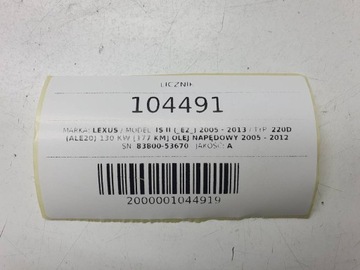 LICZNIK
104491
MARKA: LEXUS / MODEL: IS II (_E2_) 2005 - 2013 / TYP: 220D
(ALE20) 130 KW [177 KM] OLEJ NAPĘDOWY 2005 - 2012
SN: 83800-53670 JAKOŚĆ: A
2000001044919